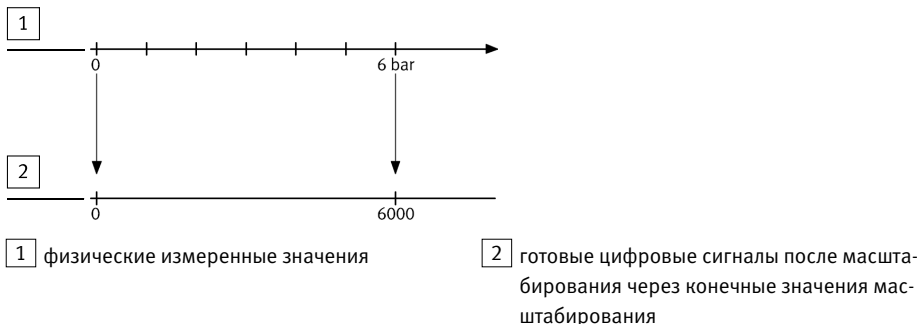 1
0
6 bar
2
0
6000
1 физические измеренные значения
2 готовые цифровые сигналы после масшта-
бирования через конечные значения мас-
штабирования